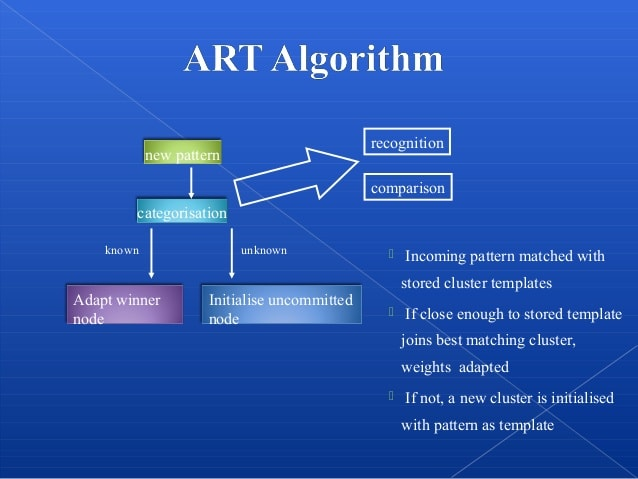 ART Algorithm
new pattern
recognition
comparison
categorisation
known
unknown
Adapt winner
node
Initialise uncommitted
node
Incoming pattern matched with
stored cluster templates
If close enough to stored template
joins best matching cluster,
weights adapted
If not, a new cluster is initialised
with pattern as template